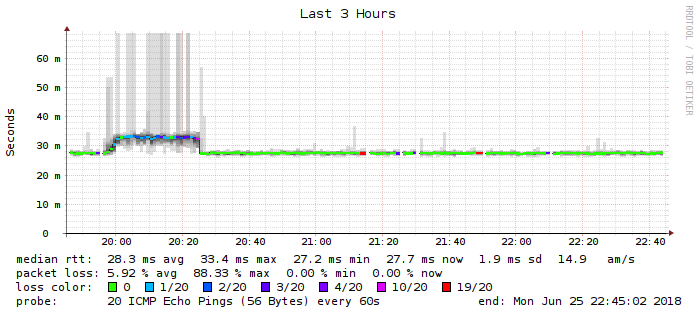 Last 3 Hours
RRDTOOL / TOBI OETIKER
Seconds
60 m
50 m
40 m
30 m
20 m
10 m
0
20:00 20:20 20:40 21:00 21:20 21:40 22:00 22:20 22:40
median rtt: 28.3 ms avg 33.4 ms max 27.2 ms min 27.7 ms now 1.9 ms sd 14.9 am/s
packet loss: 5.92 % avg 88.33 % max 0.00 % min 0.00 % now
loss color: 0 1/20 2/20 3/20 4/20 10/20 19/20
probe: 20 ICMP Echo Pings (56 Bytes) every 60s end: Mon Jun 25 22:45:02 2018